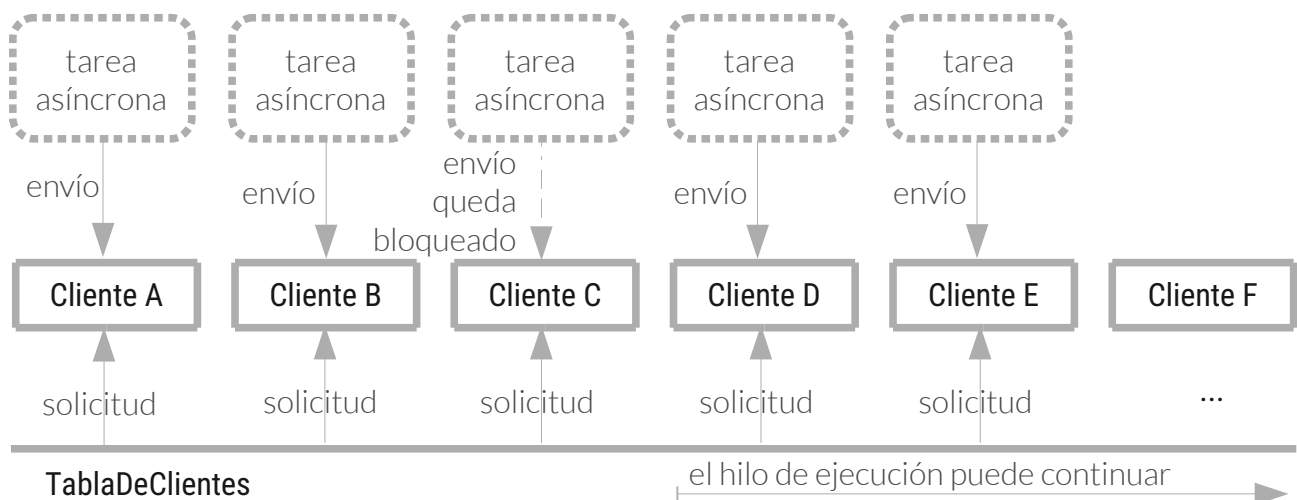 tarea
asíncrona
tarea
asíncrona
tarea
asíncrona
tarea
asíncrona
tarea
asíncrona
envío
envío
envío
queda
bloqueado
envío
envío
Cliente A
Cliente B
Cliente C
Cliente D
Cliente E
Cliente F
solicitud
solicitud
solicitud
solicitud
solicitud
...
TablaDeClientes
el hilo de ejecución puede continuar